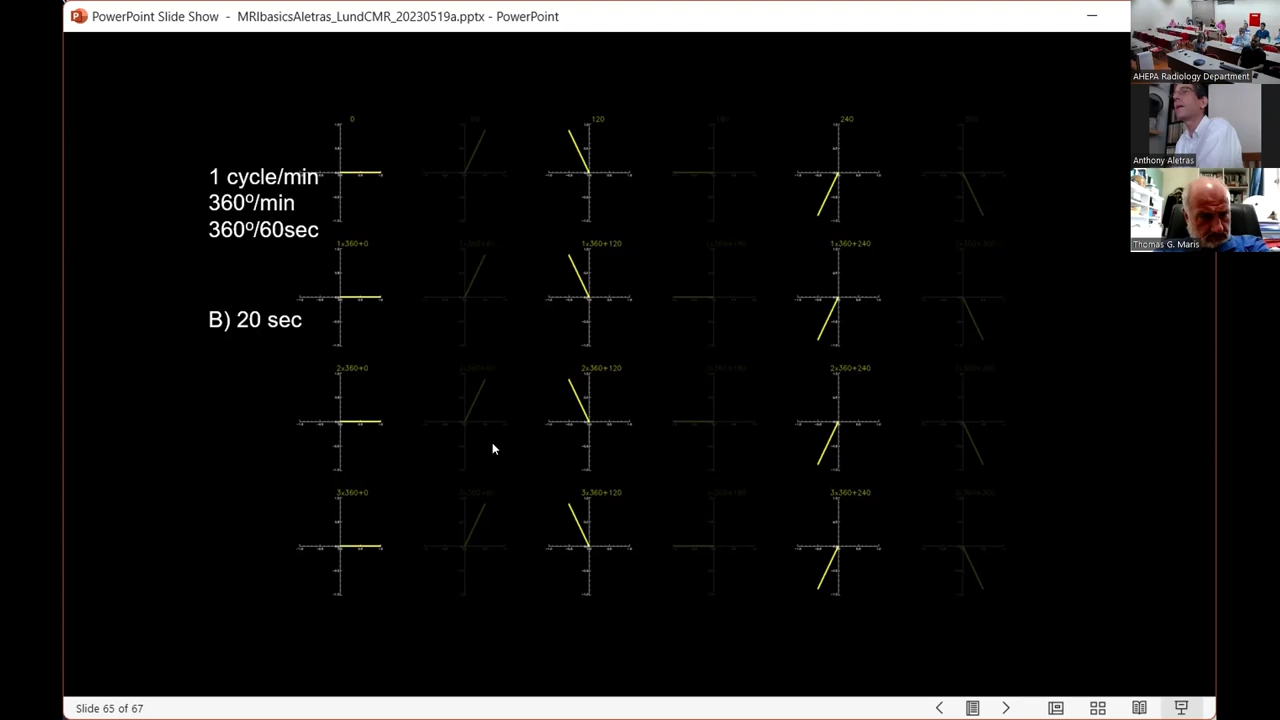 PowerPoint Slide Show - MRIbasicsAletras_LundCMR_20230519a.pptx - PowerPoint
AHEPA Radiology Department
Anthony Aletras
Thomas G. Maris
1 cycle/min
360º/min
360º/60sec
B) 20 sec
0
120
240
1x360+0
1x360+120
1x360+240
2x360+0
2x360+120
2x360+240
3x360+0
3x360+120
3x360+240
Slide 65 of 67